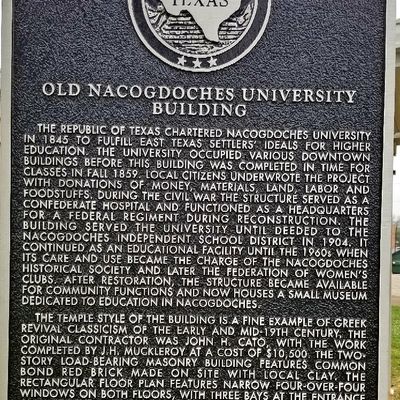 TEXAS
OLD NACOGDOCHES UNIVERSITY
BUILDING
THE REPUBLIC OF TEXAS CHARTERED NACOGDOCHES UNIVERSITY
IN 1845 TO FULFILL EAST TEXAS SETTLERS' IDEALS FOR HIGHER
EDUCATION. THE UNIVERSITY OCCUPIED VARIOUS DOWNTOWN
BUILDINGS BEFORE THIS BUILDING WAS COMPLETED IN TIME FOR
CLASSES IN FALL 1859. LOCAL CITIZENS UNDERWROTE THE PROJECT
WITH DONATIONS OF MONEY, MATERIALS, LAND, LABOR AND
FOODSTUFFS. DURING THE CIVIL WAR THE STRUCTURE SERVED AS A
CONFEDERATE HOSPITAL AND FUNCTIONED AS A HEADQUARTERS
FOR A FEDERAL REGIMENT DURING RECONSTRUCTION. THE
BUILDING SERVED THE UNIVERSITY UNTIL DEEDED TO THE
NACOGDOCHES INDEPENDENT SCHOOL DISTRICT IN 1904. IT
CONTINUED AS AN EDUCATIONAL FACILITY UNTIL THE 1960s WHEN
ITS CARE AND USE BECAME THE CHARGE OF THE NACOGDOCHES
HISTORICAL SOCIETY AND LATER THE FEDERATION OF WOMEN'S
CLUBS. AFTER RESTORATION, THE STRUCTURE BECAME AVAILABLE
FOR COMMUNITY FUNCTIONS AND NOW HOUSES A SMALL MUSEUM
DEDICATED TO EDUCATION IN NACOGDOCHES.
THE TEMPLE STYLE OF THE BUILDING IS A FINE EXAMPLE OF GREEK
REVIVAL CLASSICISM OF THE EARLY AND MID-19TH CENTURY. THE
ORIGINAL CONTRACTOR WAS JOHN H. CATO, WITH THE WORK
COMPLETED BY J.H. MUCKLEROY AT A COST OF $10,500. THE TWO-
STORY LOAD-BEARING MASONRY BUILDING FEATURES COMMON
BOND RED BRICK MADE ON SITE WITH LOCAL CLAY. THE
RECTANGULAR FLOOR PLAN FEATURES NARROW FOUR-OVER-FOUR
WINDOWS ON BOTH FLOORS, WITH THREE BAYS AT THE ENTRANCE